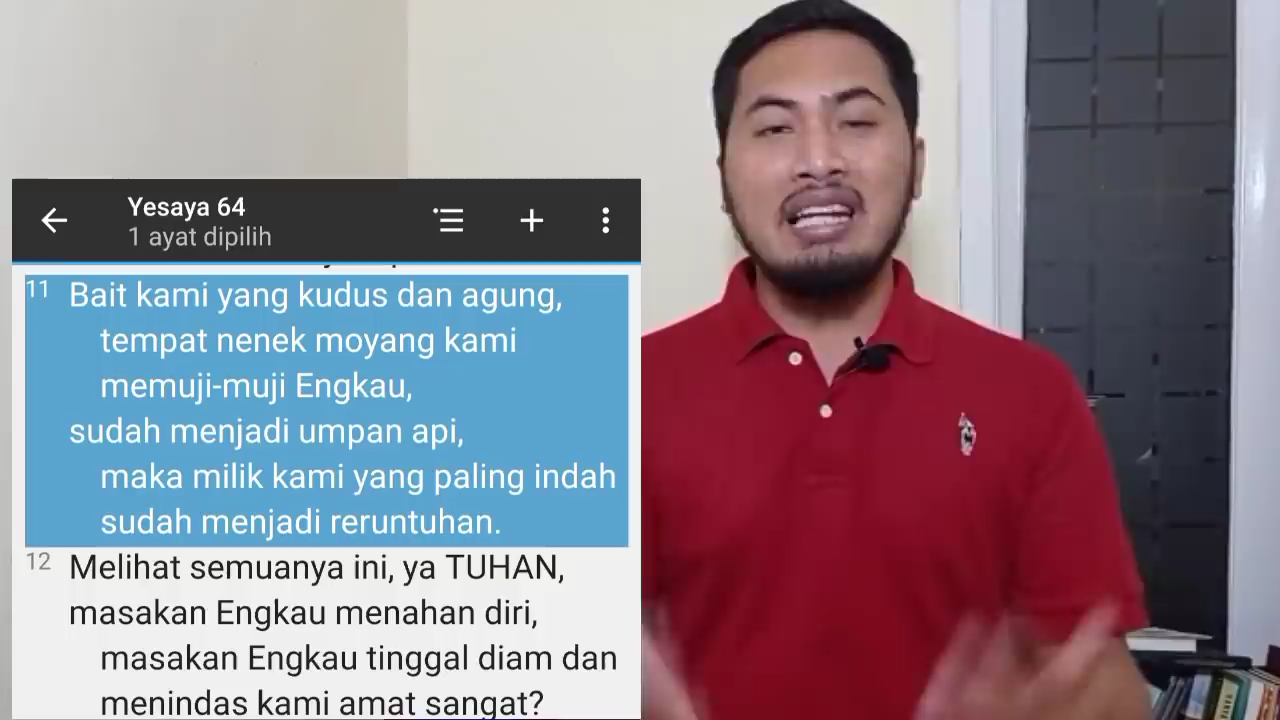 Yesaya 64
1 ayat dipilih
11 Bait kami yang kudus dan agung,
tempat nenek moyang kami
memuji-muji Engkau,
sudah menjadi umpan api,
maka milik kami yang paling indah
sudah menjadi reruntuhan.
12 Melihat semuanya ini, ya TUHAN,
masakan Engkau menahan diri,
masakan Engkau tinggal diam dan
menindas kami amat sangat?